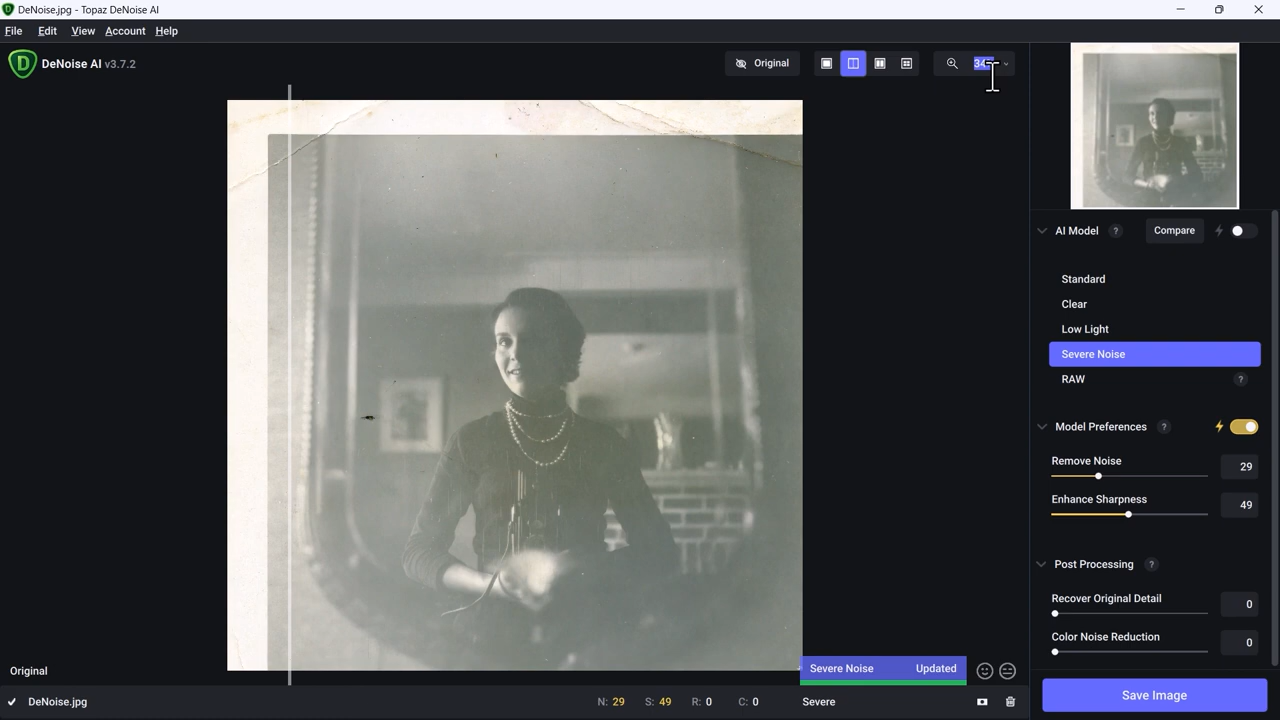 DeNoise.jpg - Topaz DeNoise AI
File Edit View Account Help
DeNoise AI v3.7.2
Original
AI Model ? Compare
Standard
Clear
Low Light
Severe Noise
RAW ?
Model Preferences ?
Remove Noise 29
Enhance Sharpness 49
Post Processing ?
Recover Original Detail 0
Color Noise Reduction 0
Original
Severe Noise Updated
DeNoise.jpg N: 29 S: 49 R: 0 C: 0 Severe
Save Image